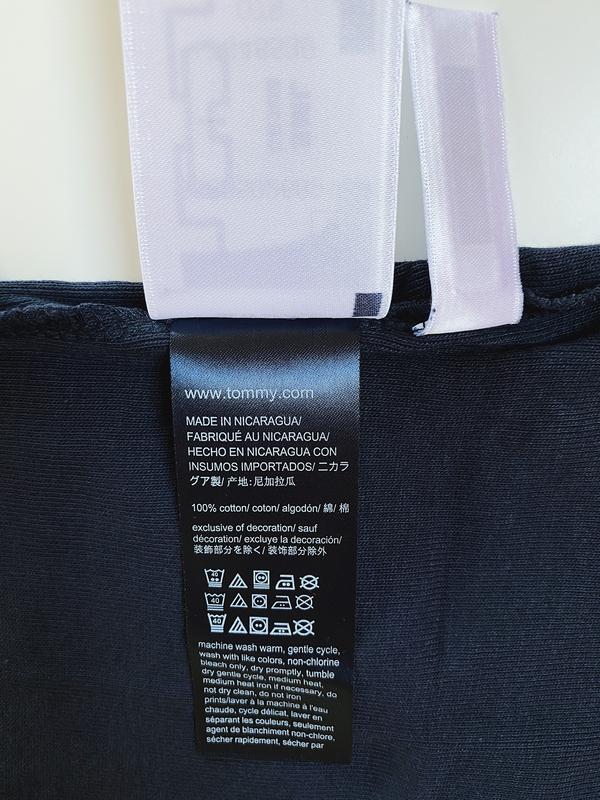 www.tommy.com
MADE IN NICARAGUA/
FABRIQUÉ AU NICARAGUA/
HECHO EN NICARAGUA CON
INSUMOS IMPORTADOS/ ニカラ
グア製/ 产地:尼加拉瓜
100% cotton/ coton/ algodón/ 綿/ 棉
exclusive of decoration/ sauf
décoration/ excluye la decoración/
装飾部分を除く/ 装饰部分除外
40
40
40
machine wash warm, gentle cycle,
wash with like colors, non-chlorine
bleach only, dry promptly, tumble
dry gentle cycle, medium heat,
medium heat iron if necessary, do
not dry clean, do not iron
prints/laver à la machine à l'eau
chaude, cycle délicat, laver en
séparant les couleurs, seulement
agent de blanchiment non-chlore,
sécher rapidement, sécher par